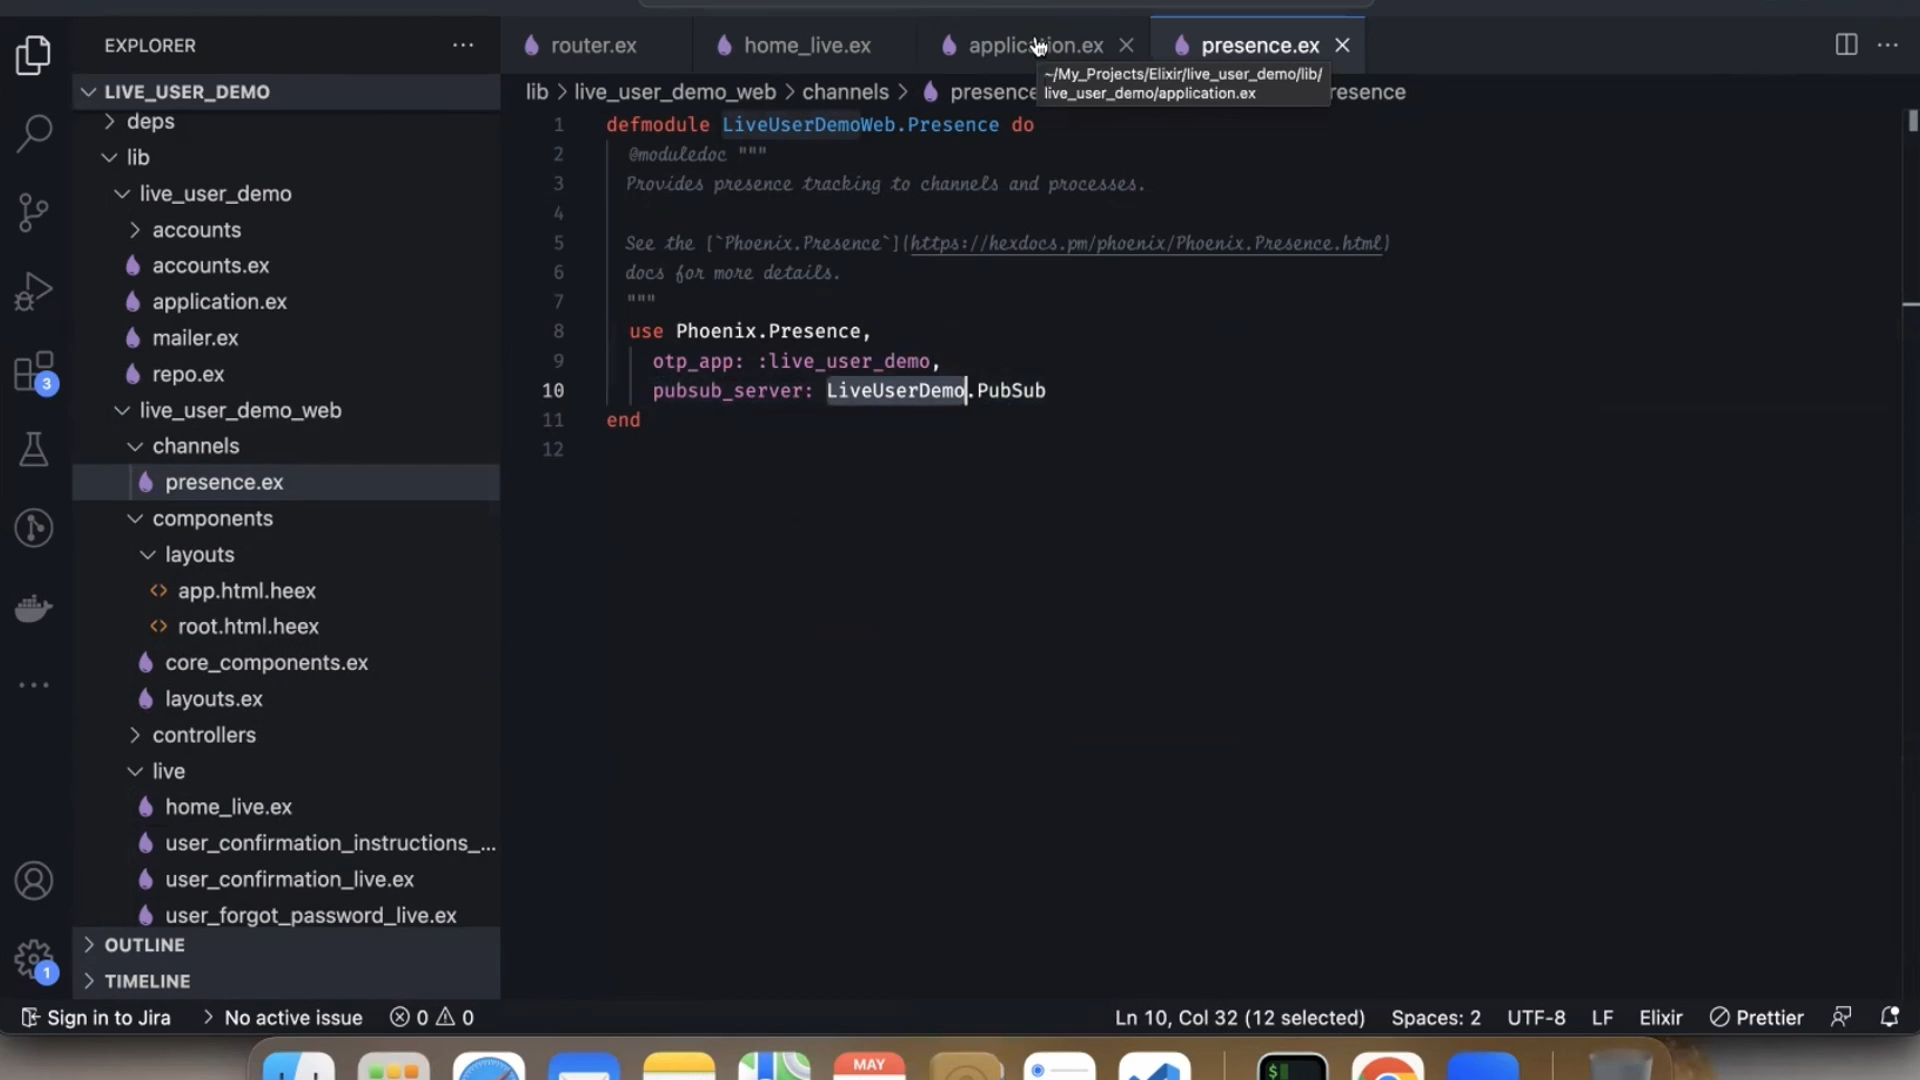 EXPLORER
LIVE_USER_DEMO
deps
lib
live_user_demo
accounts
accounts.ex
application.ex
mailer.ex
repo.ex
live_user_demo_web
channels
presence.ex
components
layouts
app.html.heex
root.html.heex
core_components.ex
layouts.ex
controllers
live
home_live.ex
user_confirmation_instructions_...
user_confirmation_live.ex
user_forgot_password_live.ex
OUTLINE
TIMELINE
3
1
router.ex
home_live.ex
application.ex
presence.ex
~/My_Projects/Elixir/live_user_demo/lib/
live_user_demo/application.ex
lib > live_user_demo_web > channels > presence
resence
1 defmodule LiveUserDemoWeb.Presence do
2 @moduledoc """
3 Provides presence tracking to channels and processes.
4
5 See the [`Phoenix.Presence`](https://hexdocs.pm/phoenix/Phoenix.Presence.html)
6 docs for more details.
7 """
8 use Phoenix.Presence,
9 otp_app: :live_user_demo,
10 pubsub_server: LiveUserDemo.PubSub
11 end
12
Sign in to Jira
No active issue
0 0
Ln 10, Col 32 (12 selected)
Spaces: 2
UTF-8
LF
Elixir
Prettier
MAY
$